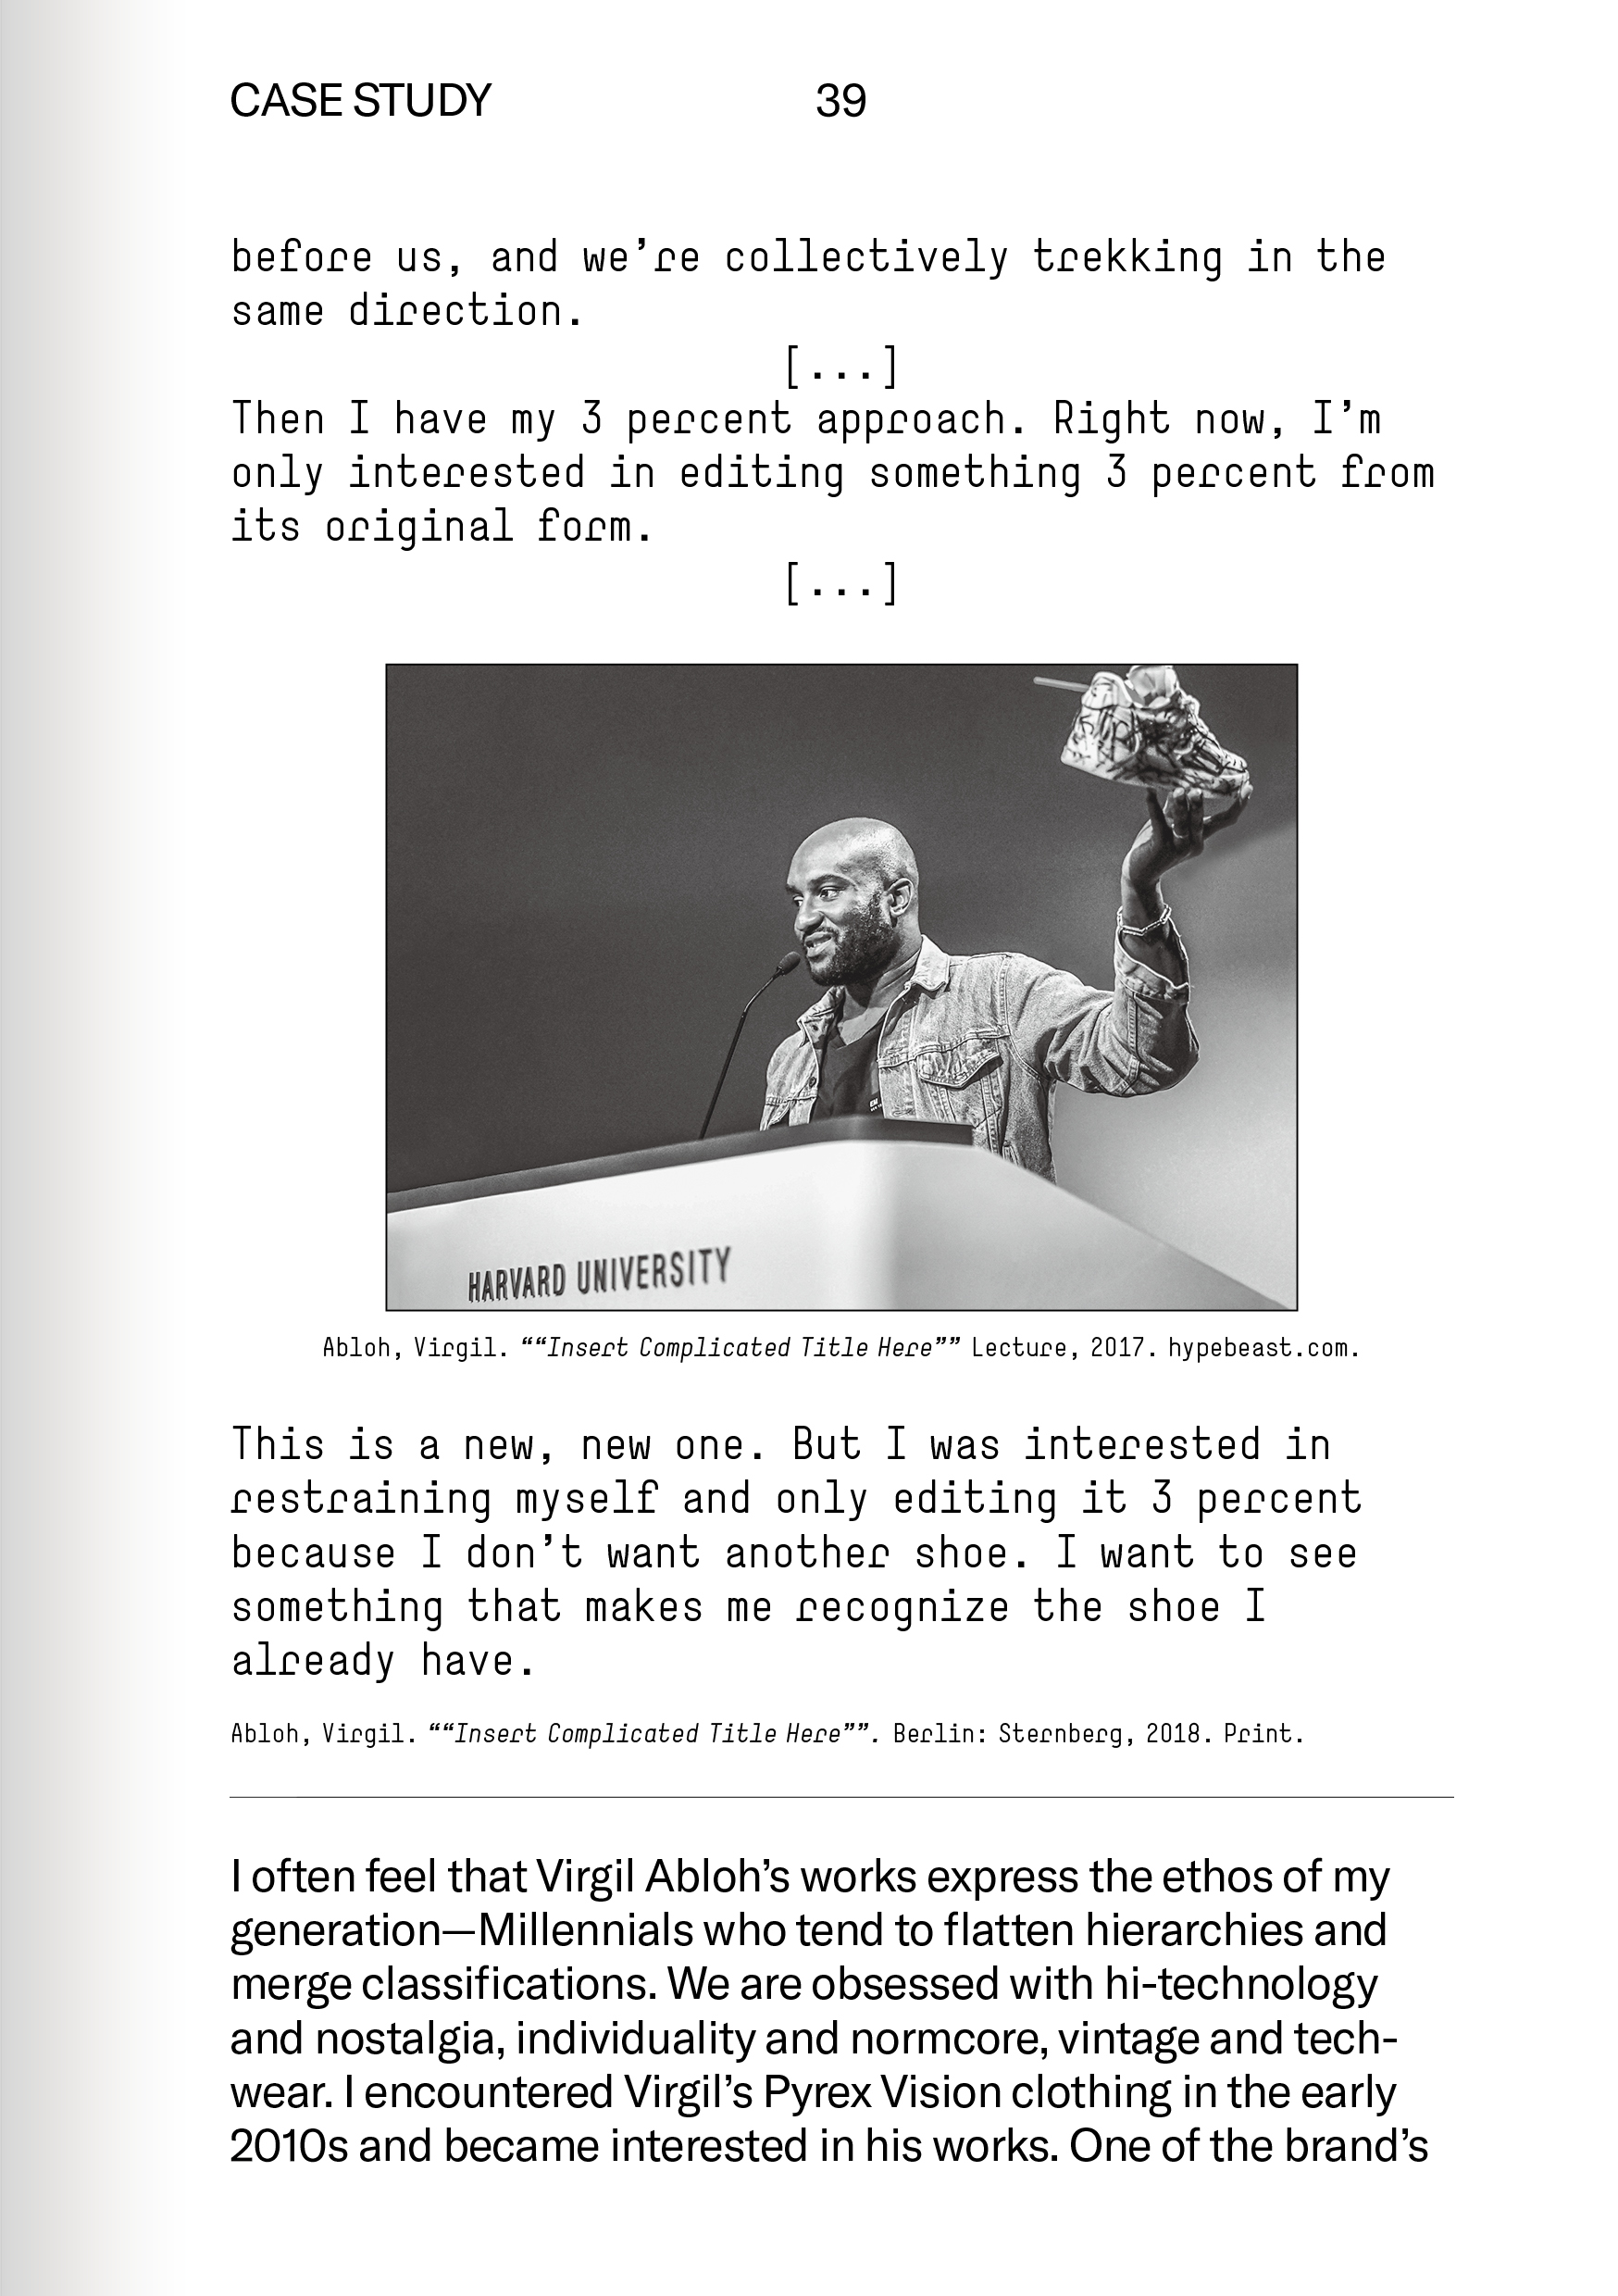 CASE STUDY 39
before us, and we’re collectively trekking in the
same direction.
[...]
Then I have my 3 percent approach. Right now, I’m
only interested in editing something 3 percent from
its original form.
[...]
HARVARD UNIVERSITY
Abloh, Virgil. ““Insert Complicated Title Here”” Lecture, 2017. hypebeast.com.
This is a new, new one. But I was interested in
restraining myself and only editing it 3 percent
because I don’t want another shoe. I want to see
something that makes me recognize the shoe I
already have.
Abloh, Virgil. ““Insert Complicated Title Here””. Berlin: Sternberg, 2018. Print.
I often feel that Virgil Abloh’s works express the ethos of my
generation—Millennials who tend to flatten hierarchies and
merge classifications. We are obsessed with hi-technology
and nostalgia, individuality and normcore, vintage and tech-
wear. I encountered Virgil’s Pyrex Vision clothing in the early
2010s and became interested in his works. One of the brand’s